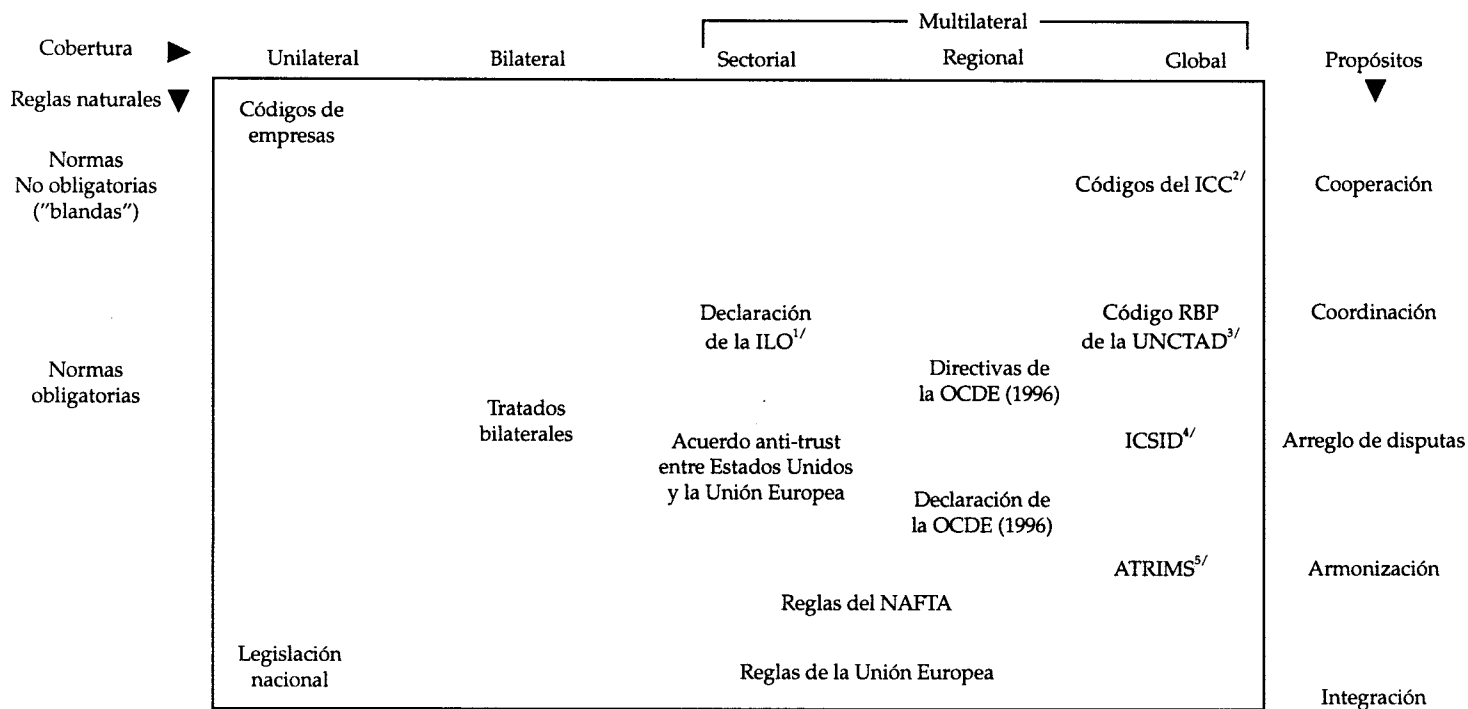 Multilateral
Cobertura ► Unilateral Bilateral Sectorial Regional Global Propósitos
Reglas naturales ▼ ▼
Códigos de
empresas
Normas
No obligatorias
("blandas")
Códigos del ICC2/
Cooperación
Declaración
de la ILO1/
Código RBP
de la UNCTAD3/
Coordinación
Normas
obligatorias
Directivas de
la OCDE (1996)
Tratados
bilaterales
Acuerdo anti-trust
entre Estados Unidos
y la Unión Europea
ICSID4/
Arreglo de disputas
Declaración de
la OCDE (1996)
ATRIMS5/
Armonización
Reglas del NAFTA
Legislación
nacional
Reglas de la Unión Europea
Integración